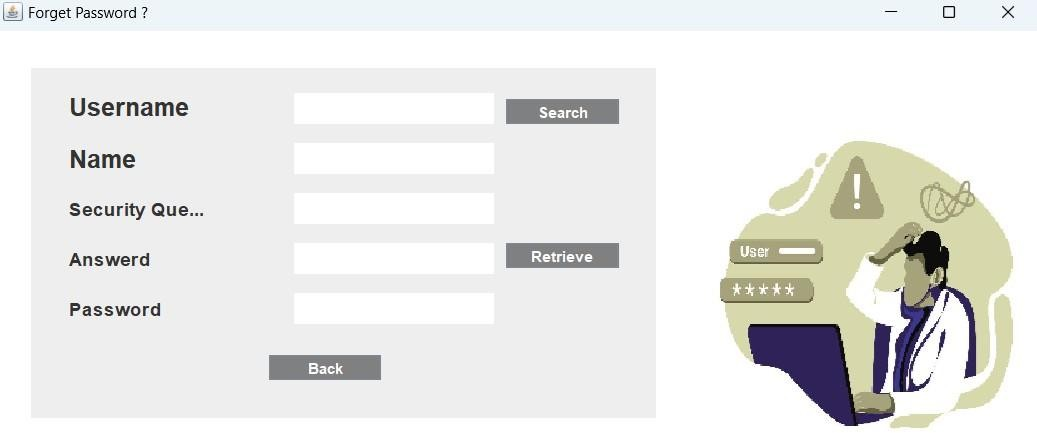 Forget Password ?
Username
Search
Name
Security Que...
Answerd
Retrieve
Password
Back
!
User
*****